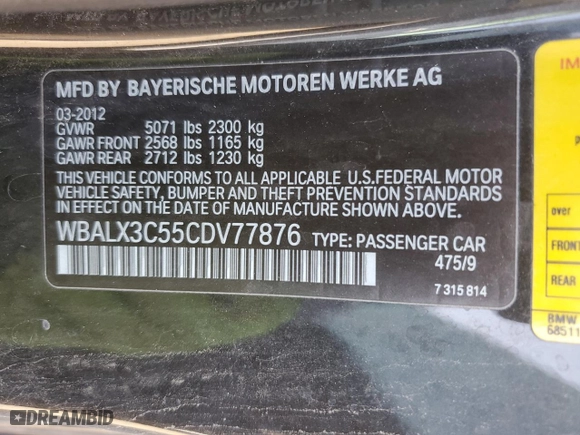 MFD BY BAYERISCHE MOTOREN WERKE AG
03-2012
GVWR 5071 lbs 2300 kg
GAWR FRONT 2568 lbs 1165 kg
GAWR REAR 2712 lbs 1230 kg
THIS VEHICLE CONFORMS TO ALL APPLICABLE U.S.FEDERAL MOTOR
VEHICLE SAFETY, BUMPER AND THEFT PREVENTION STANDARDS
IN EFFECT ON THE DATE OF MANUFACTURE SHOWN ABOVE.
WBALX3C55CDV77876 TYPE: PASSENGER CAR
475/9
7 315 814
over
FRONT
REAR
BMW
DREAMBID